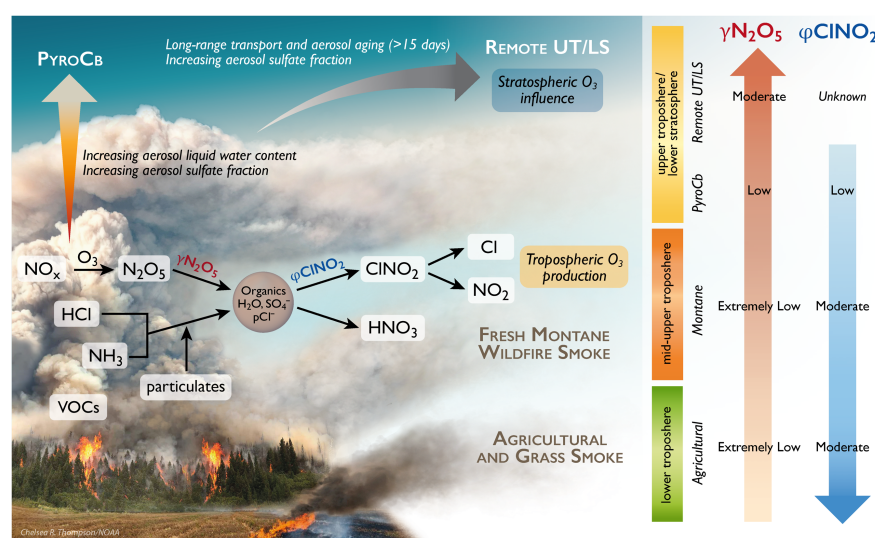 PyroCb
Long-range transport and aerosol aging (>15 days)
Increasing aerosol sulfate fraction
Remote UT/LS
Stratospheric O₃
influence
Increasing aerosol liquid water content
Increasing aerosol sulfate fraction
NOₓ
O₃
N₂O₅
γN₂O₅
Organics
H₂O, SO₄⁻
pCl⁻
φClNO₂
ClNO₂
Cl
NO₂
HNO₃
Tropospheric O₃
production
HCl
NH₃
particulates
VOCs
Fresh Montane
Wildfire Smoke
Agricultural
and Grass Smoke
Chelsea R. Thompson/NOAA
γN₂O₅
φClNO₂
upper troposhere/
lower stratosphere
Remote UT/LS
Moderate
Unknown
PyroCb
Low
Low
mid-upper troposhere
Montane
Extremely Low
Moderate
lower troposhere
Agricultural
Extremely Low
Moderate